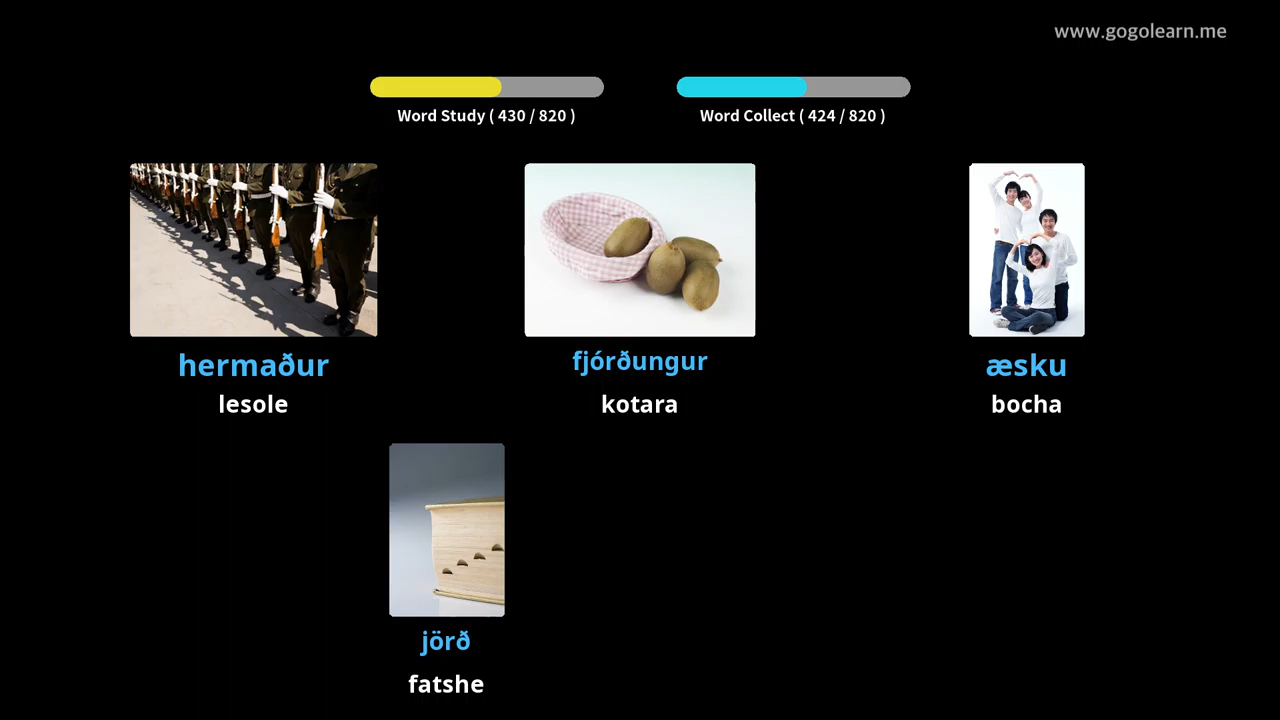 www.gogolearn.me
Word Study ( 430 / 820 )
Word Collect ( 424 / 820 )
hermaður
fjórðungur
æsku
lesole
kotara
bocha
jörð
fatshe